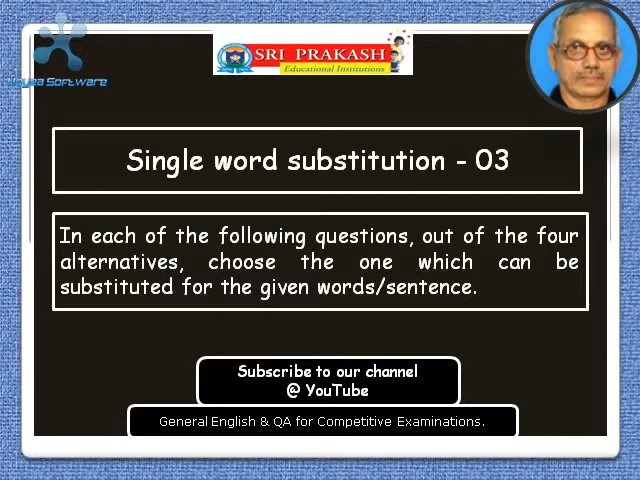 SRI PRAKASH
Educational Institutions
Single word substitution - 03
In each of the following questions, out of the four
alternatives, choose the one which can be
substituted for the given words/sentence.
Subscribe to our channel
@ YouTube
General English & QA for Competitive Examinations.